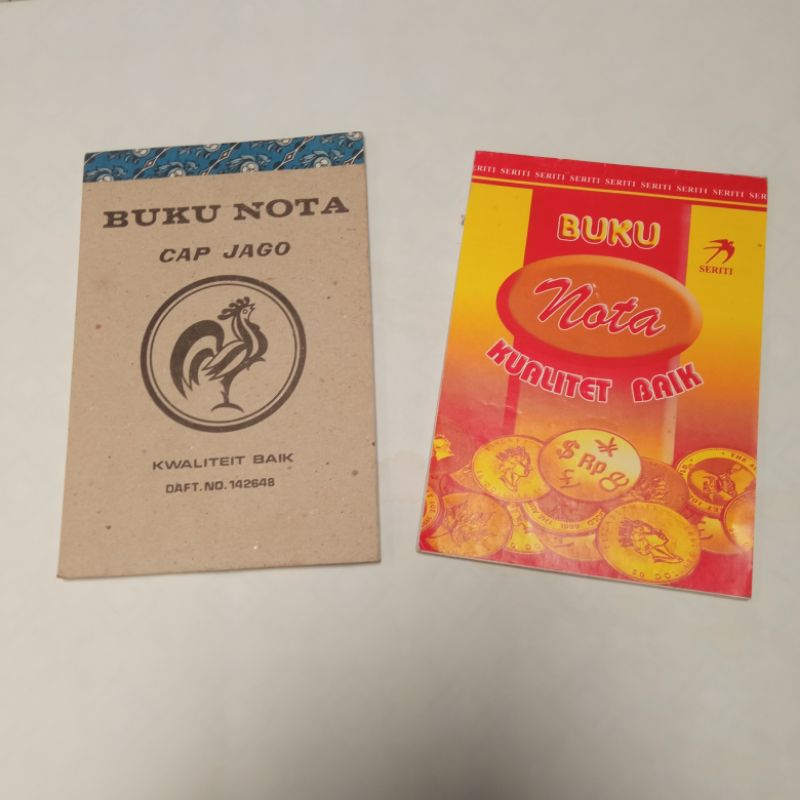 BUKU NOTA
CAP JAGO
KWALITEIT BAIK
DAFT. NO. 142648
SERITI SERITI SERITI SERITI SERITI SERITI SERITI
BUKU
SERITI
Nota
KUALITET BAIK
$ Rp